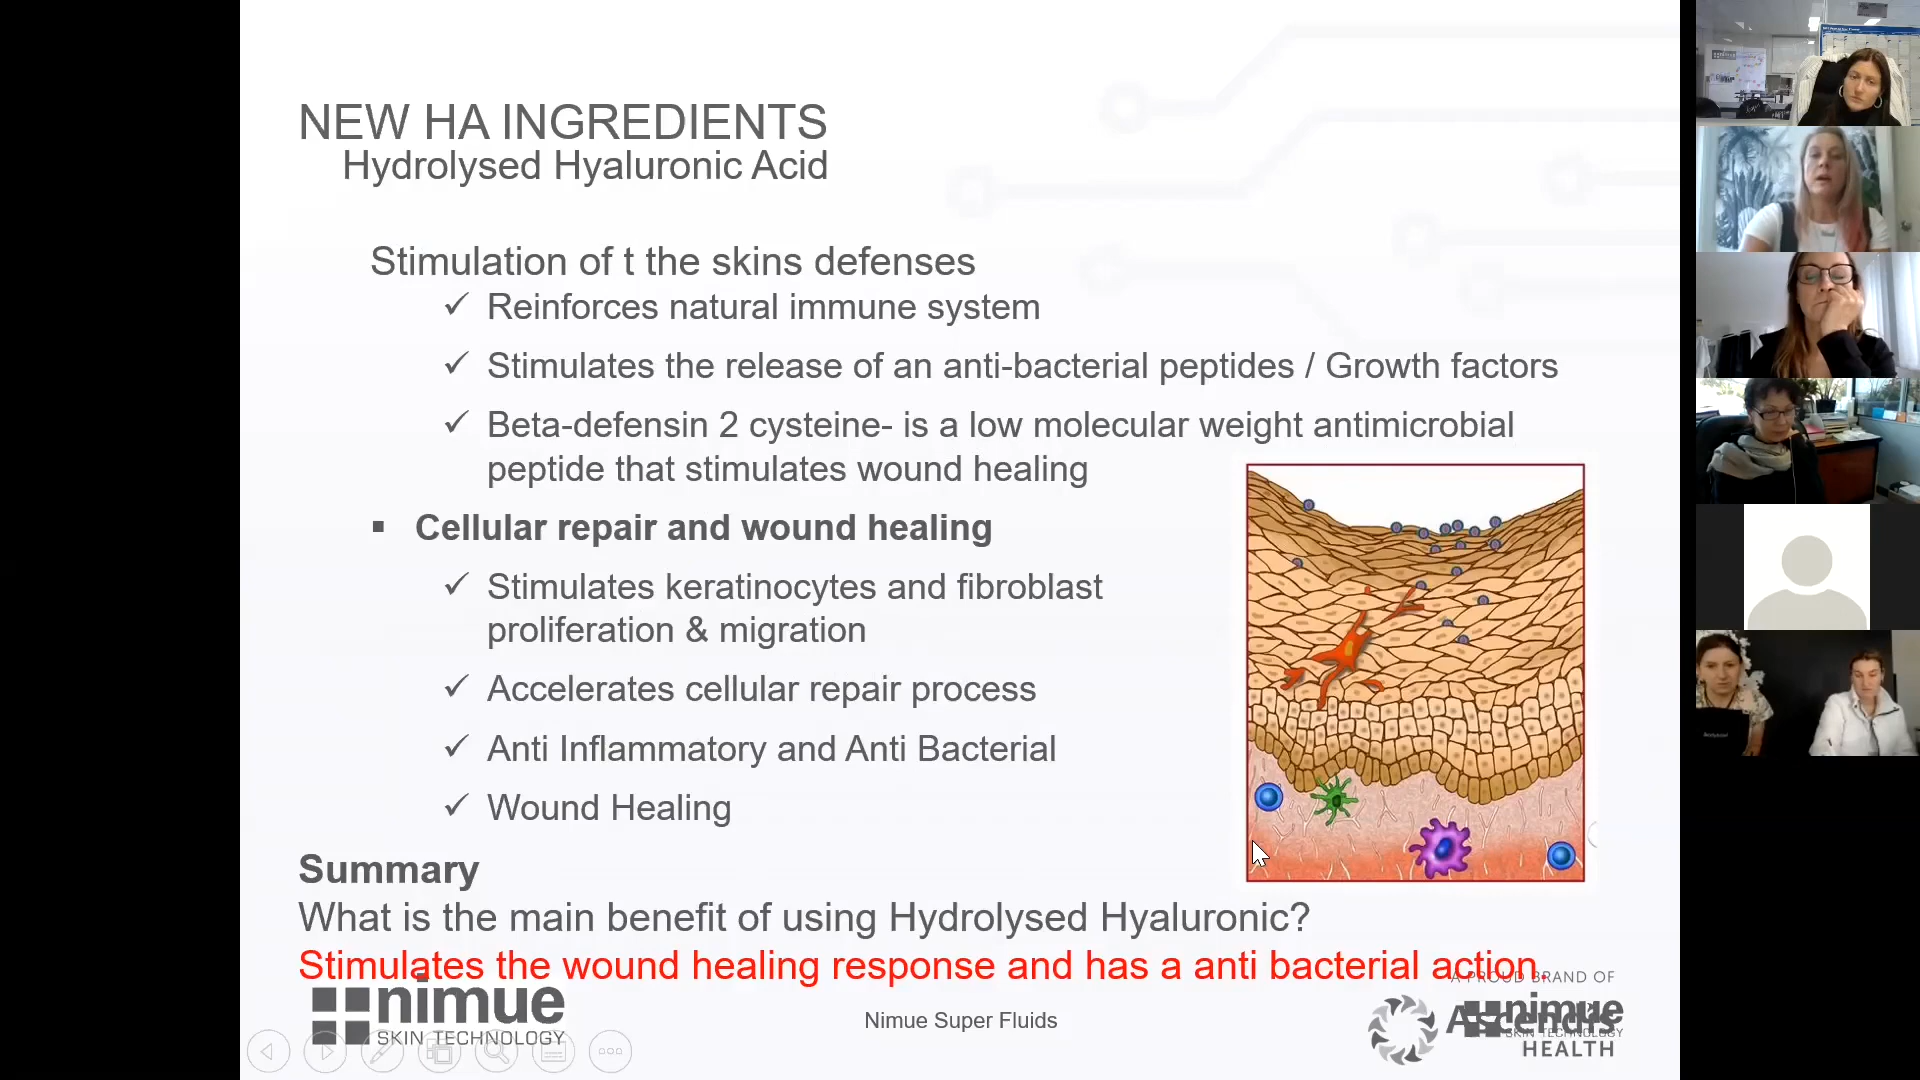 NEW HA INGREDIENTS
Hydrolysed Hyaluronic Acid
Stimulation of t the skins defenses
✓ Reinforces natural immune system
✓ Stimulates the release of an anti-bacterial peptides / Growth factors
✓ Beta-defensin 2 cysteine- is a low molecular weight antimicrobial
peptide that stimulates wound healing
▪ Cellular repair and wound healing
✓ Stimulates keratinocytes and fibroblast
proliferation & migration
✓ Accelerates cellular repair process
✓ Anti Inflammatory and Anti Bacterial
✓ Wound Healing
Summary
What is the main benefit of using Hydrolysed Hyaluronic?
Stimulates the wound healing response and has a anti bacterial action.
nimue
SKIN TECHNOLOGY
Nimue Super Fluids
A PROUD BRAND OF
Ascendis
HEALTH
nimue
SKIN TECHNOLOGY